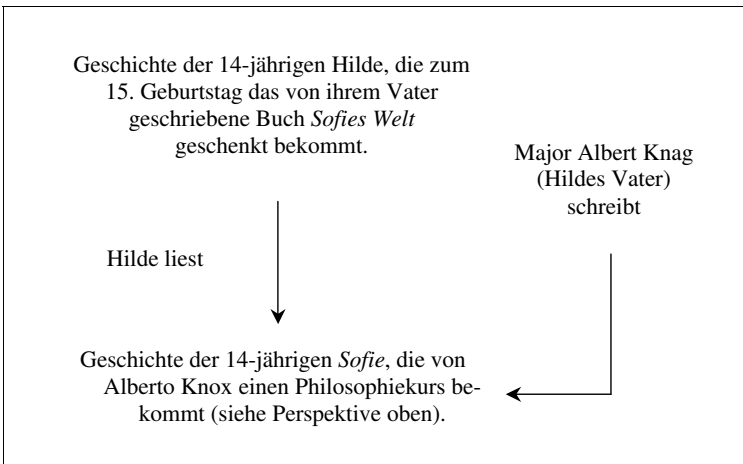 Geschichte der 14-jährigen Hilde, die zum
15. Geburtstag das von ihrem Vater
geschriebene Buch Sofies Welt
geschenkt bekommt.
Major Albert Knag
(Hildes Vater)
schreibt
Hilde liest
Geschichte der 14-jährigen Sofie, die von
Alberto Knox einen Philosophiekurs be-
kommt (siehe Perspektive oben).